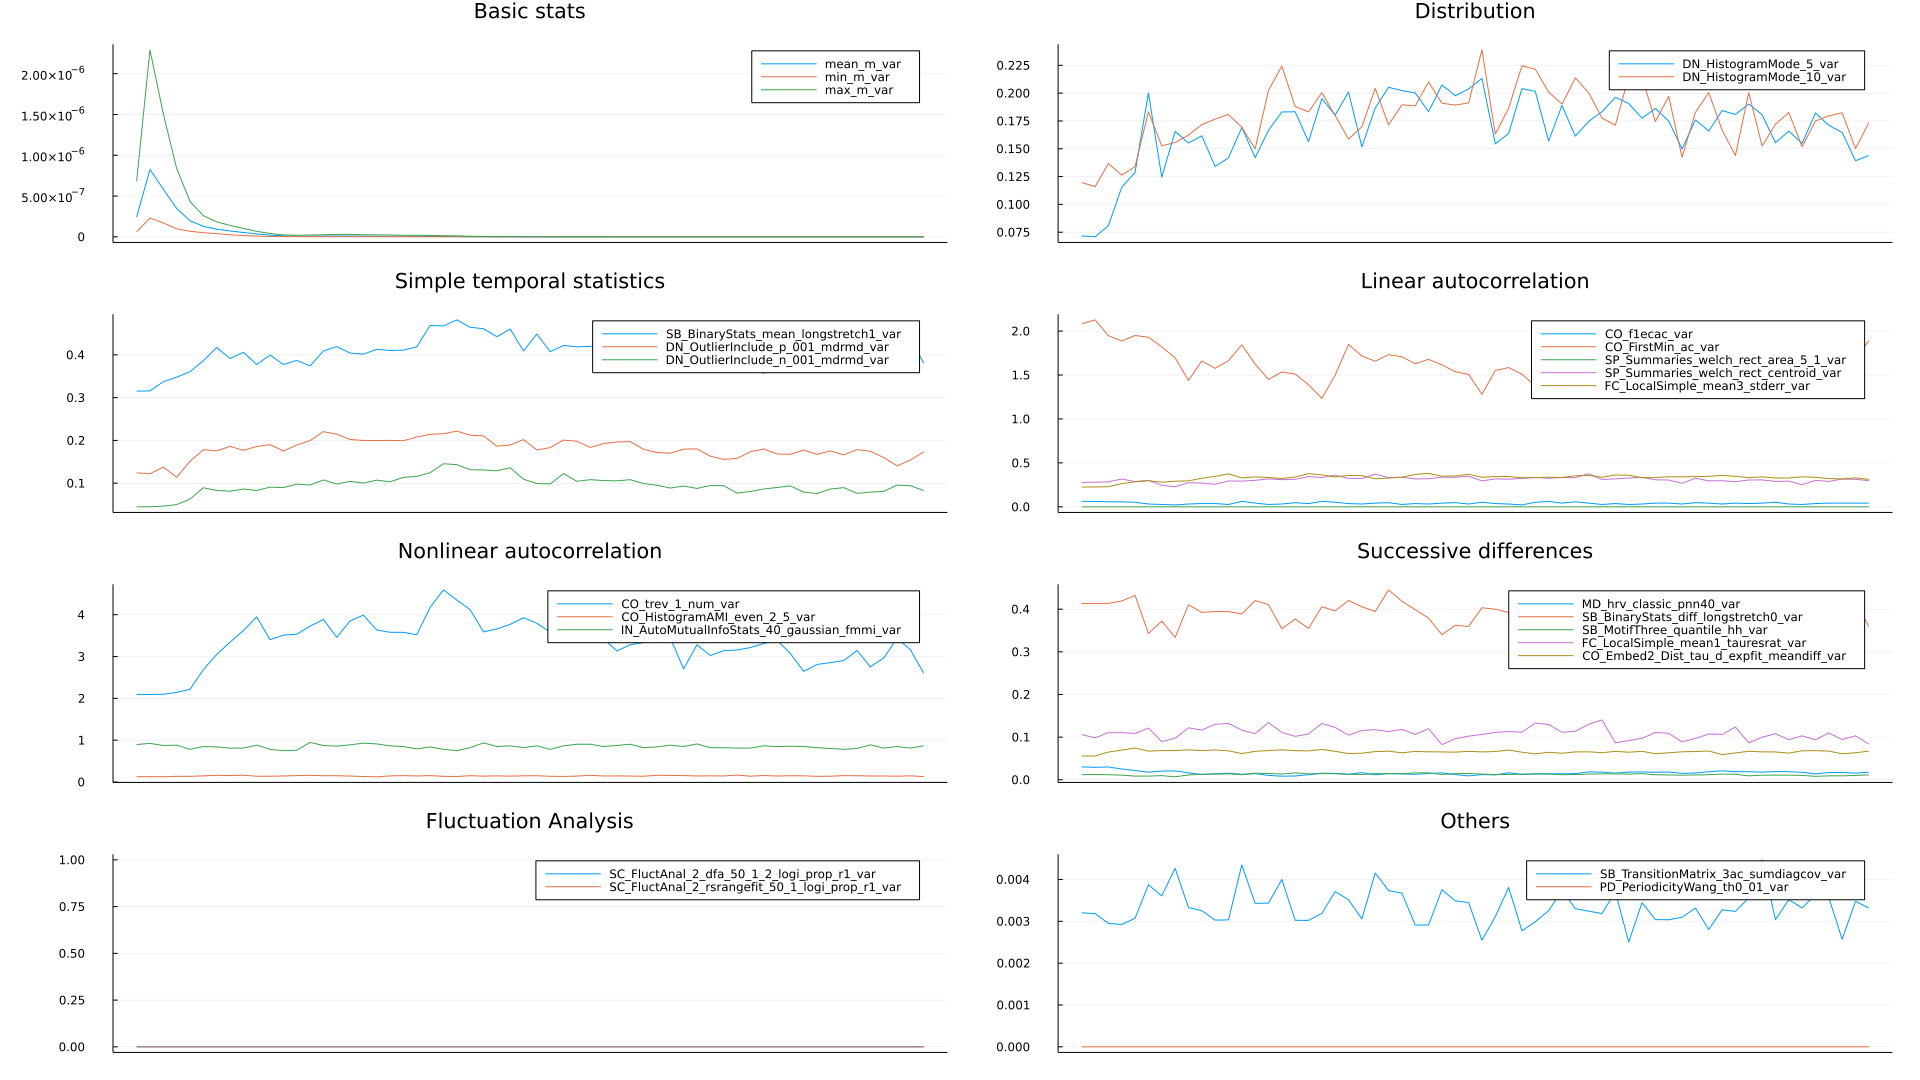 Basic stats
2.00×10−6
1.50×10−6
1.00×10−6
5.00×10−7
0
mean_m_var
min_m_var
max_m_var
Distribution
0.225
0.200
0.175
0.150
0.125
0.100
0.075
DN_HistogramMode_5_var
DN_HistogramMode_10_var
Simple temporal statistics
0.4
0.3
0.2
0.1
SB_BinaryStats_mean_longstretch1_var
DN_OutlierInclude_p_001_mdrmd_var
DN_OutlierInclude_n_001_mdrmd_var
Linear autocorrelation
2.0
1.5
1.0
0.5
0.0
CO_f1ecac_var
CO_FirstMin_ac_var
SP_Summaries_welch_rect_area_5_1_var
SP_Summaries_welch_rect_centroid_var
FC_LocalSimple_mean3_stderr_var
Nonlinear autocorrelation
4
3
2
1
0
CO_trev_1_num_var
CO_HistogramAMI_even_2_5_var
IN_AutoMutualInfoStats_40_gaussian_fmmi_var
Successive differences
0.4
0.3
0.2
0.1
0.0
MD_hrv_classic_pnn40_var
SB_BinaryStats_diff_longstretch0_var
SB_MotifThree_quantile_hh_var
FC_LocalSimple_mean1_tauresrat_var
CO_Embed2_Dist_tau_d_expfit_meandiff_var
Fluctuation Analysis
1.00
0.75
0.50
0.25
0.00
SC_FluctAnal_2_dfa_50_1_2_logi_prop_r1_var
SC_FluctAnal_2_rsrangefit_50_1_logi_prop_r1_var
Others
0.004
0.003
0.002
0.001
0.000
SB_TransitionMatrix_3ac_sumdiagcov_var
PD_PeriodicityWang_th0_01_var